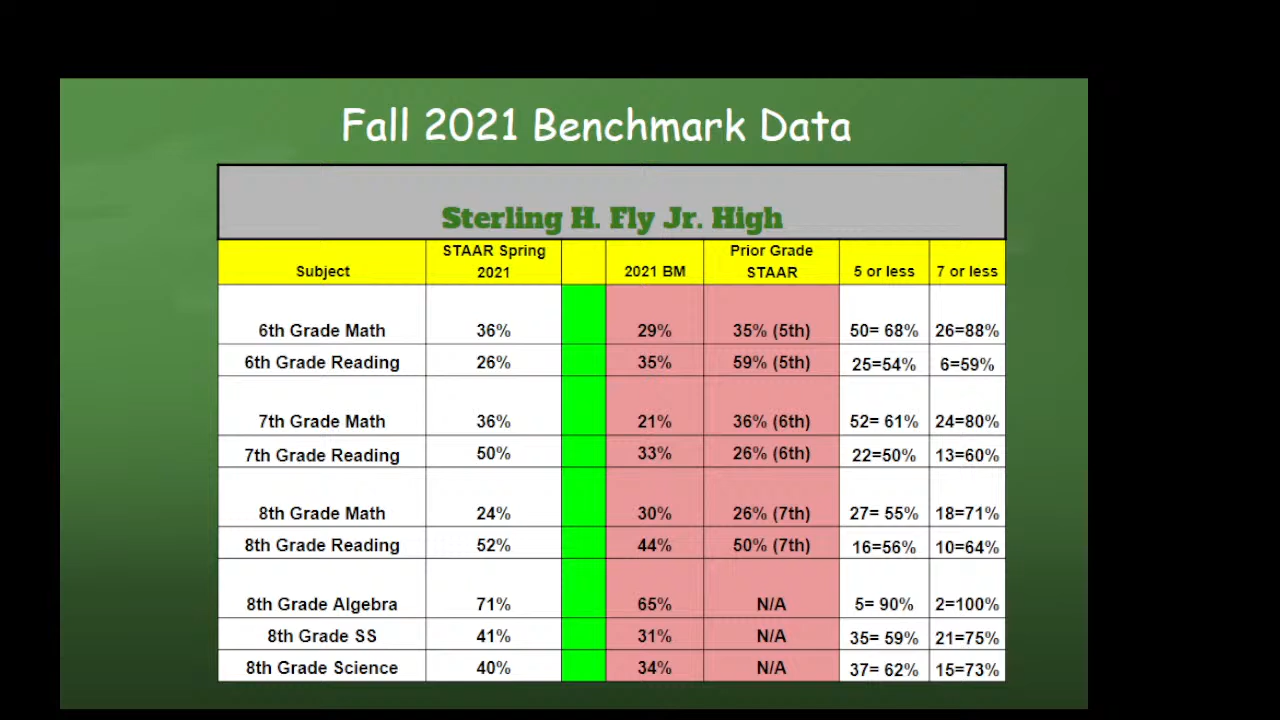 Fall 2021 Benchmark Data
Sterling H. Fly Jr. High
Subject STAAR Spring 2021 2021 BM Prior Grade STAAR 5 or less 7 or less
6th Grade Math 36% 29% 35% (5th) 50= 68% 26=88%
6th Grade Reading 26% 35% 59% (5th) 25=54% 6=59%
7th Grade Math 36% 21% 36% (6th) 52= 61% 24=80%
7th Grade Reading 50% 33% 26% (6th) 22=50% 13=60%
8th Grade Math 24% 30% 26% (7th) 27= 55% 18=71%
8th Grade Reading 52% 44% 50% (7th) 16=56% 10=64%
8th Grade Algebra 71% 65% N/A 5= 90% 2=100%
8th Grade SS 41% 31% N/A 35= 59% 21=75%
8th Grade Science 40% 34% N/A 37= 62% 15=73%